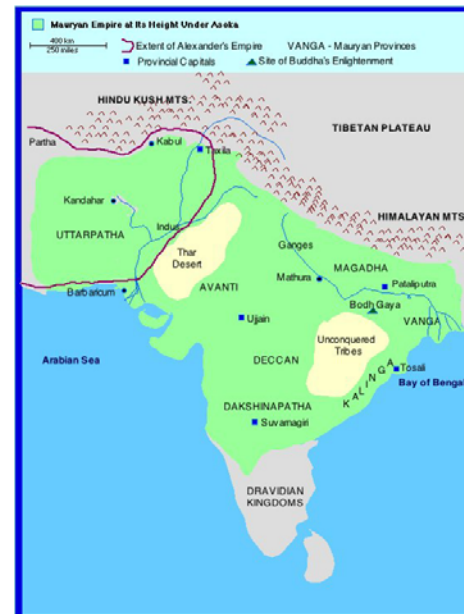 Mauryan Empire at Its Height Under Asoka
400 km
250 miles
Extent of Alexander's Empire
VANGA - Mauryan Provinces
Provincial Capitals
Site of Buddha's Enlightenment
HINDU KUSH MTS.
TIBETAN PLATEAU
Partha
Kabul
Taxila
Kandahar
HIMALAYAN MTS
Indus
UTTARPATHA
Ganges
Thar
Desert
MAGADHA
Mathura
Pataliputra
Barbaricum
AVANTI
Bodh Gaya
VANGA
Ujjain
Unconquered
Tribes
Arabian Sea
DECCAN
KALINGA
Tosali
Bay of Bengal
DAKSHINAPATHA
Suvarnagiri
DRAVIDIAN
KINGDOMS